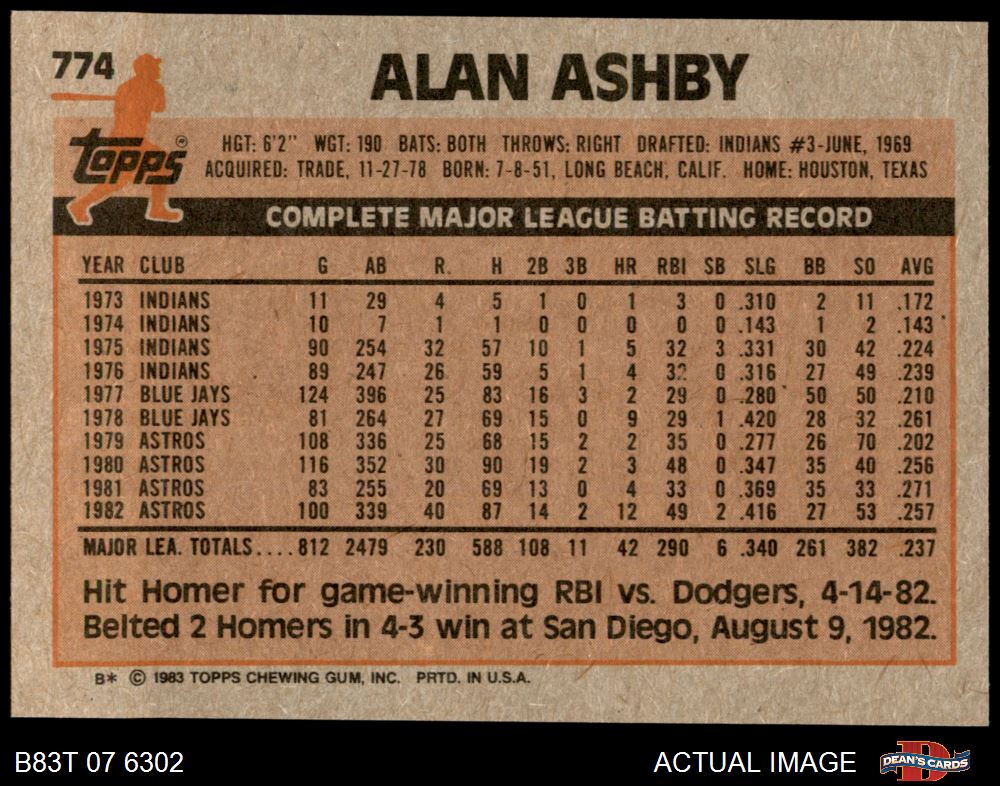 774
ALAN ASHBY
topps®
HGT: 6'2" WGT: 190 BATS: BOTH THROWS: RIGHT DRAFTED: INDIANS #3-JUNE, 1969
ACQUIRED: TRADE, 11-27-78 BORN: 7-8-51, LONG BEACH, CALIF. HOME: HOUSTON, TEXAS
COMPLETE MAJOR LEAGUE BATTING RECORD
YEAR CLUB G AB R. H 2B 3B HR RBI SB SLG BB SO AVG
1973 INDIANS 11 29 4 5 1 0 1 3 0 .310 2 11 .172
1974 INDIANS 10 7 1 1 0 0 0 0 0 .143 1 2 .143
1975 INDIANS 90 254 32 57 10 1 5 32 3 .331 30 42 .224
1976 INDIANS 89 247 26 59 5 1 4 0 .316 27 49 .239
1977 BLUE JAYS 124 396 25 83 16 3 2 29 0 .280 50 50 .210
1978 BLUE JAYS 81 264 27 69 15 0 9 29 1 .420 28 32 .261
1979 ASTROS 108 336 25 68 15 2 2 35 0 .277 26 70 .202
1980 ASTROS 116 352 30 90 19 2 3 48 0 .347 35 40 .256
1981 ASTROS 83 255 20 69 13 0 4 33 0 .369 35 33 .271
1982 ASTROS 100 339 40 87 14 2 12 49 2 .416 27 53 .257
MAJOR LEA. TOTALS....812 2479 230 588 108 11 42 290 6 .340 261 382 .237
Hit Homer for game-winning RBI vs. Dodgers, 4-14-82.
Belted 2 Homers in 4-3 win at San Diego, August 9, 1982.
B* © 1983 TOPPS CHEWING GUM, INC. PRTD. IN U.S.A.
B83T 07 6302
ACTUAL IMAGE
DEAN'S CARDS